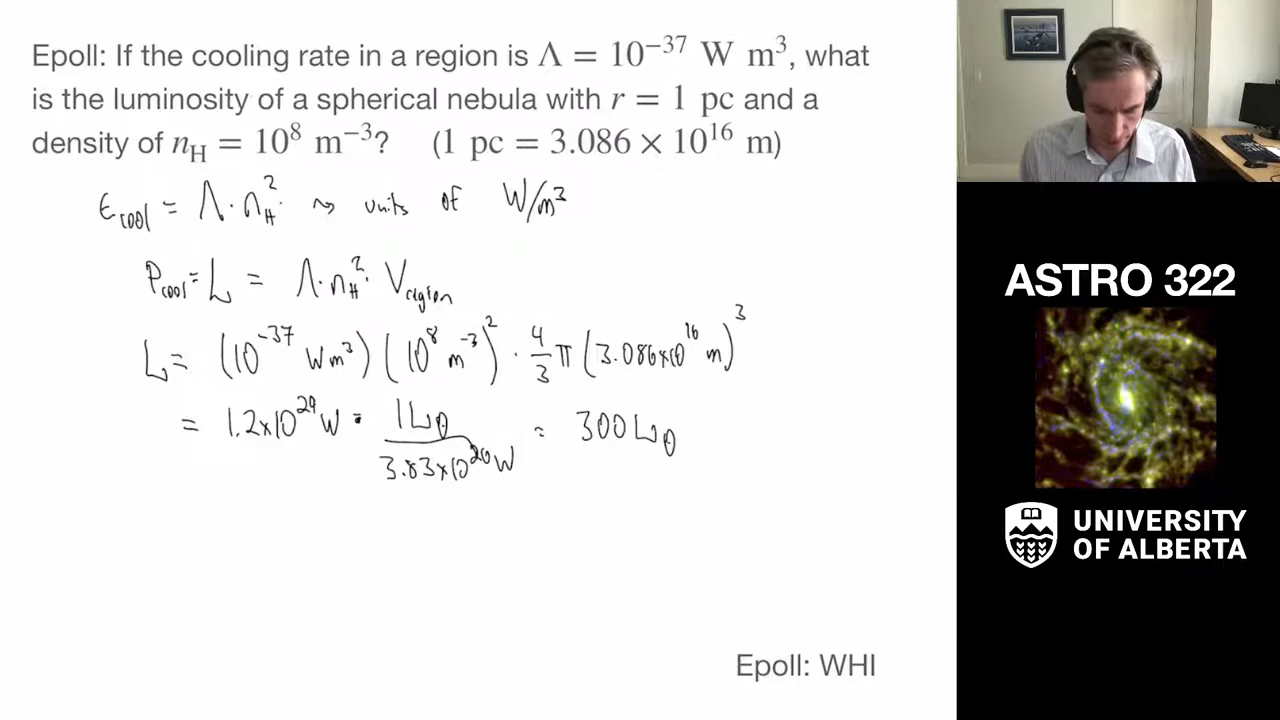 Epoll: If the cooling rate in a region is Λ = 10⁻³⁷ W m³, what
is the luminosity of a spherical nebula with r = 1 pc and a
density of n_H = 10⁸ m⁻³? (1 pc = 3.086 × 10¹⁶ m)
ϵ_cool = Λ · n_H² · ⇝ units of W/m³
P_cool = L = Λ · n_H² · V_region
L = (10⁻³⁷ W m³) (10⁸ m⁻³)² · 4/3 π (3.086×10¹⁶ m)³
= 1.2×10²⁹ W · 1 L⊙ / 3.83×10²⁶ W = 300 L⊙
Epoll: WHI
ASTRO 322
UNIVERSITY
OF ALBERTA